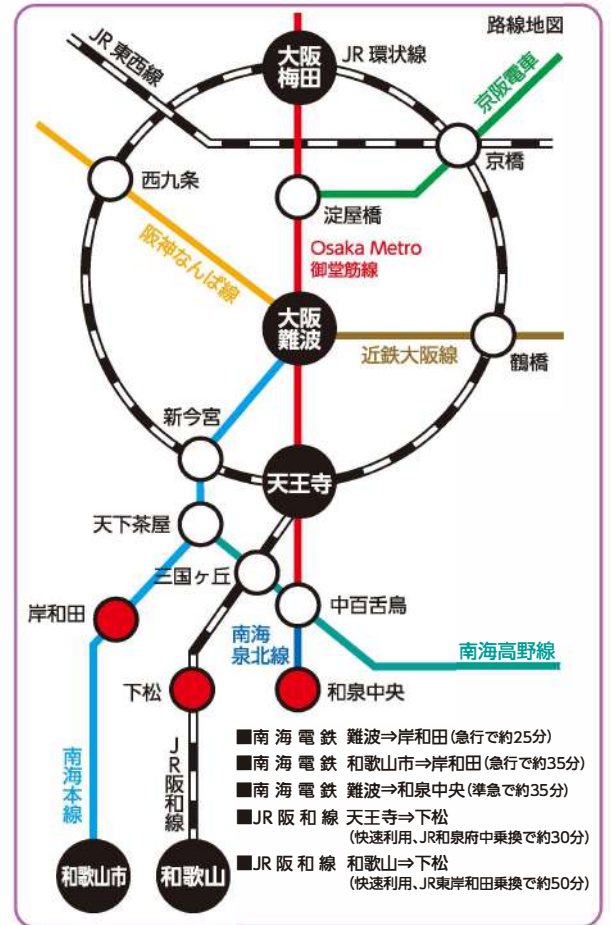 路線地図
JR東西線
大阪
梅田
JR環状線
京阪電車
京橋
西九条
淀屋橋
阪神なんば線
Osaka Metro
御堂筋線
大阪
難波
近鉄大阪線
鶴橋
新今宮
天王寺
天下茶屋
三国ヶ丘
中百舌鳥
岸和田
南海
泉北線
南海高野線
下松
和泉中央
南海本線
JR阪和線
和歌山市
和歌山
■南海電鉄 難波⇒岸和田(急行で約25分)
■南海電鉄 和歌山市⇒岸和田(急行で約35分)
■南海電鉄 難波⇒和泉中央(準急で約35分)
■JR阪和線 天王寺⇒下松
(快速利用、JR和泉府中乗換で約30分)
■JR阪和線 和歌山⇒下松
(快速利用、JR東岸和田乗換で約50分)